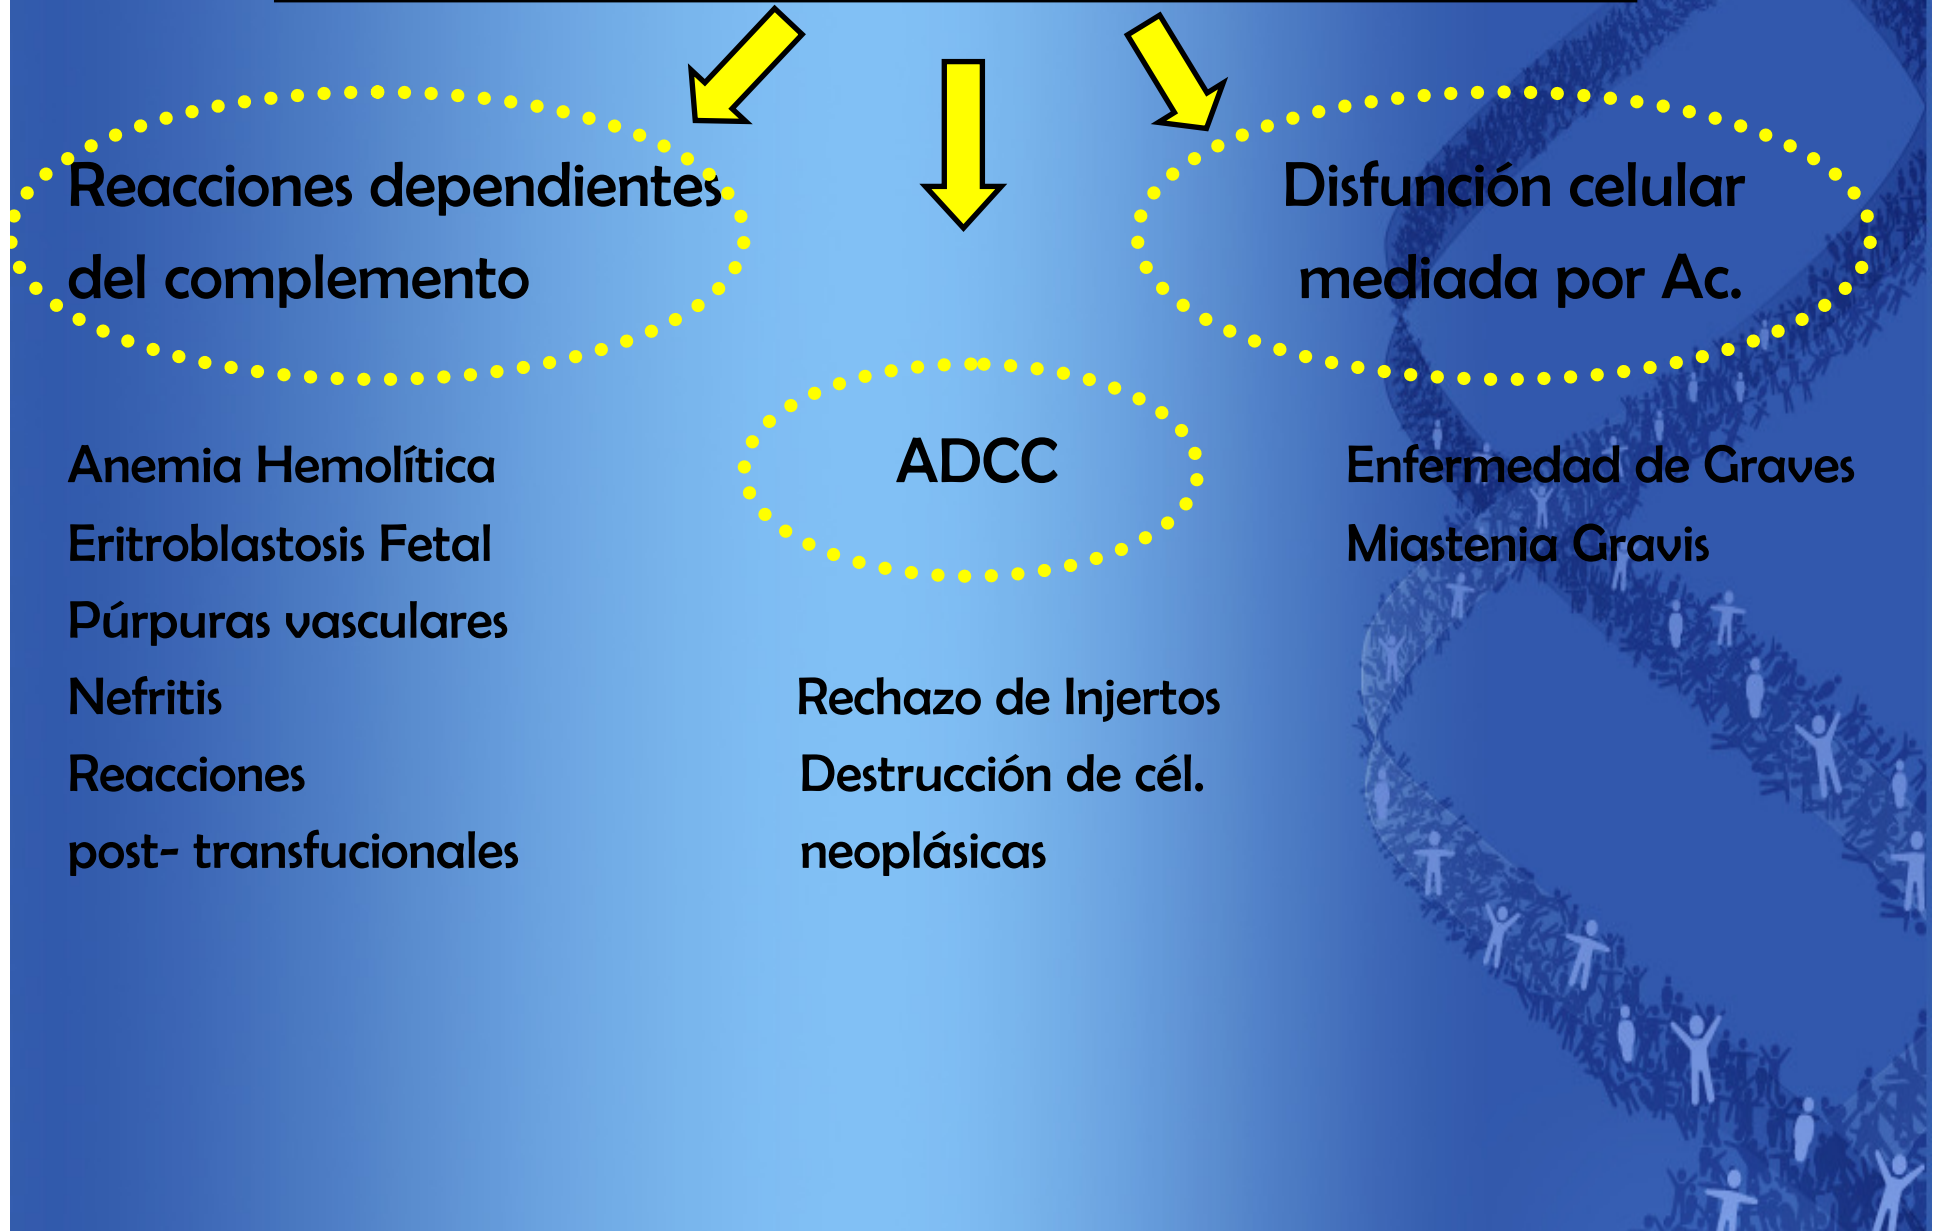 Reacciones dependientes
del complemento
Anemia Hemolítica
Eritroblastosis Fetal
Púrpuras vasculares
Nefritis
Reacciones
post- transfucionales
ADCC
Rechazo de Injertos
Destrucción de cél.
neoplásicas
Disfunción celular
mediada por Ac.
Enfermedad de Graves
Miastenia Gravis